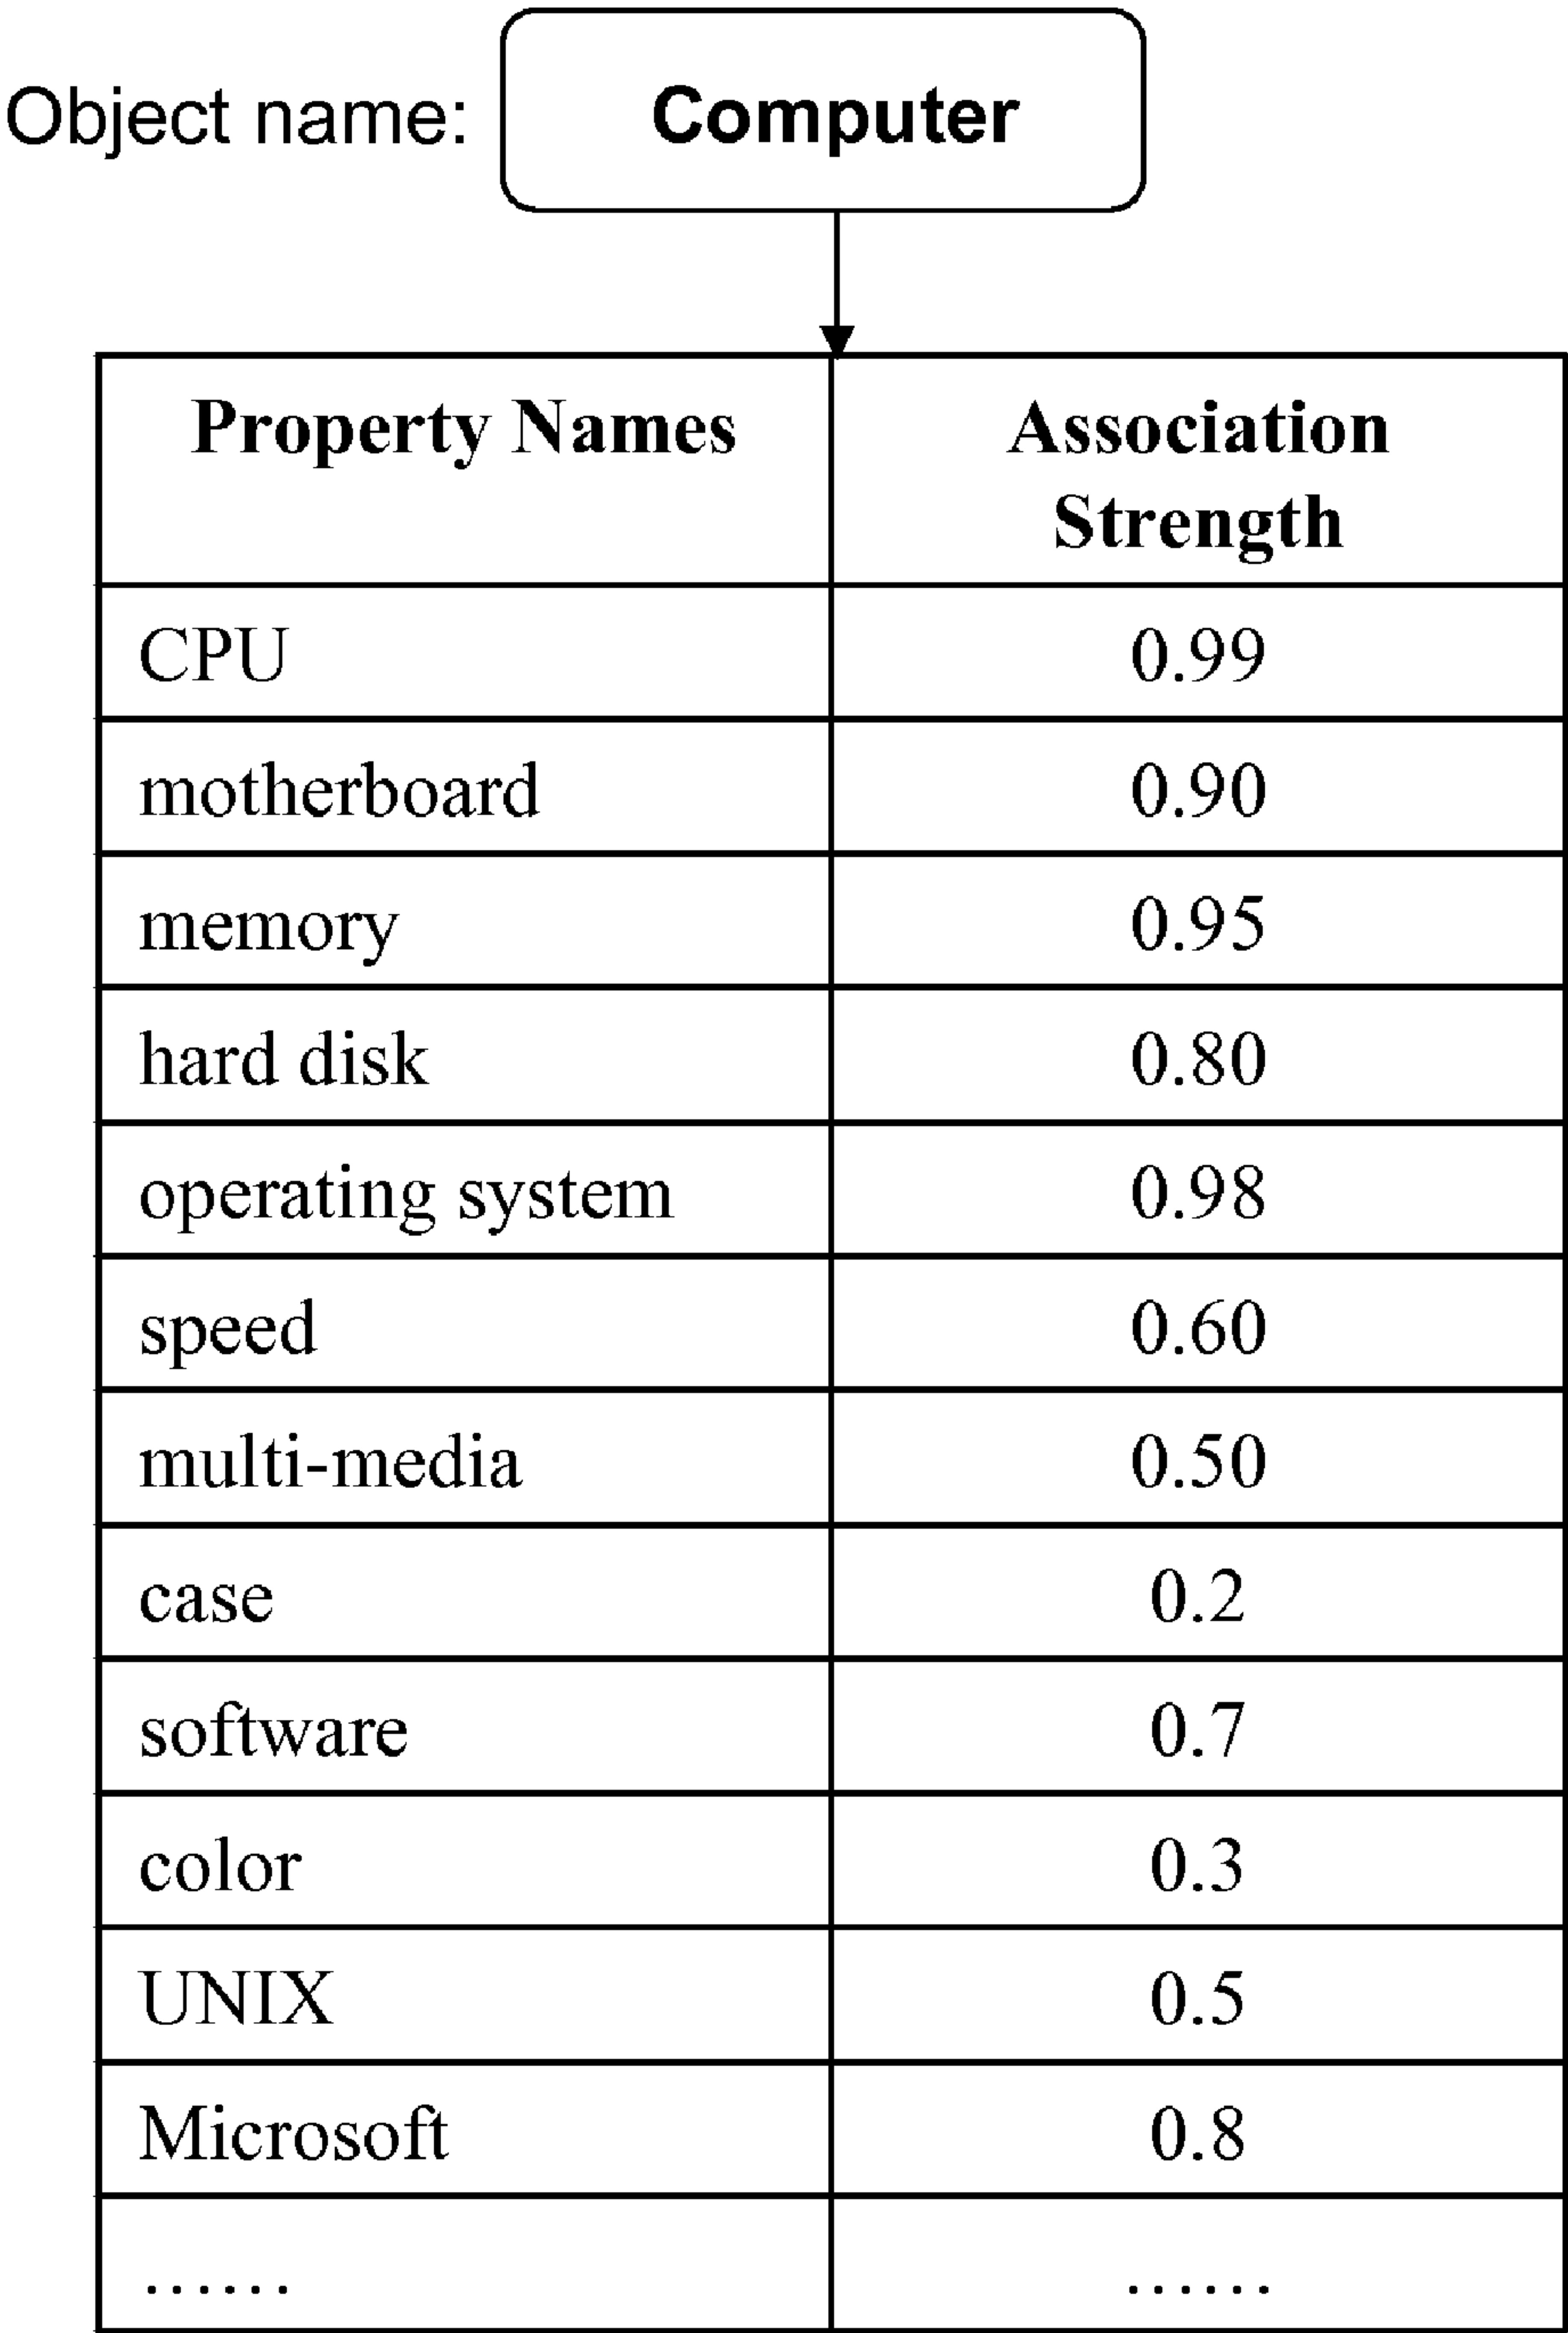 Object name: Computer
Property Names Association
Strength
CPU 0.99
motherboard 0.90
memory 0.95
hard disk 0.80
operating system 0.98
speed 0.60
multi-media 0.50
case 0.2
software 0.7
color 0.3
UNIX 0.5
Microsoft 0.8
...... ......